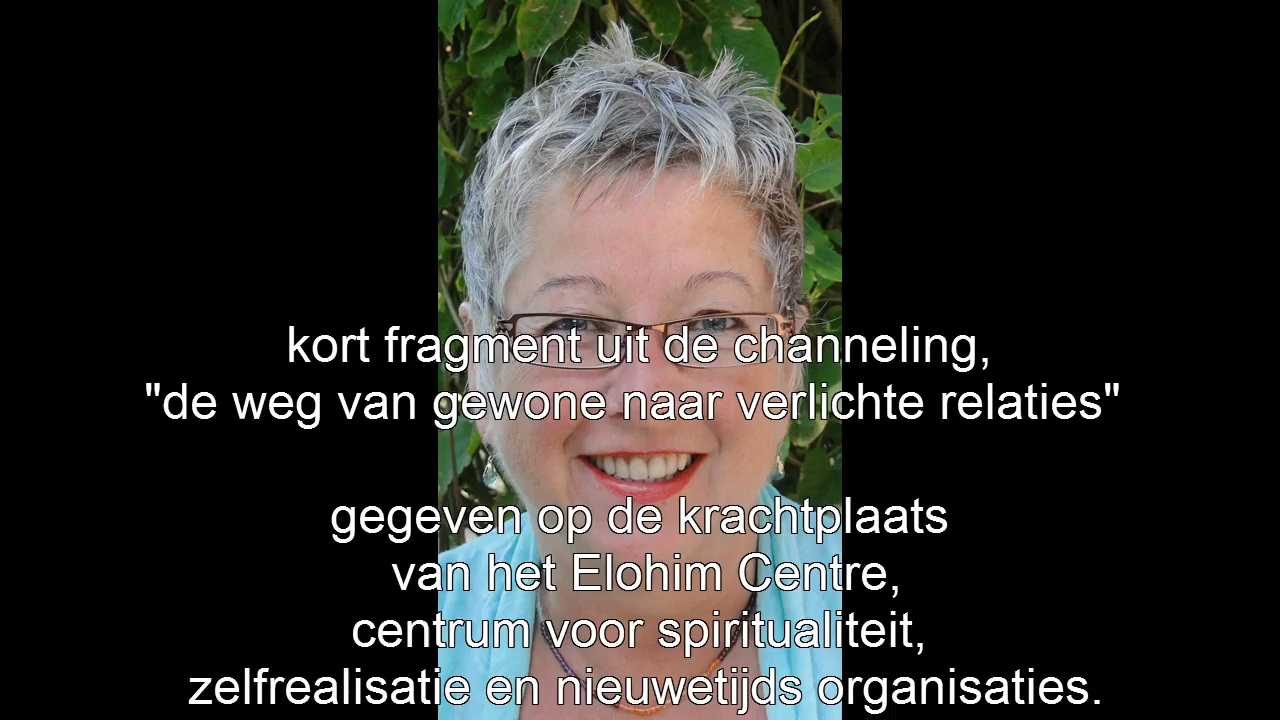 kort fragment uit de channeling,
"de weg van gewone naar verlichte relaties"
gegeven op de krachtplaats
van het Elohim Centre,
centrum voor spiritualiteit,
zelfrealisatie en nieuwetijds organisaties.